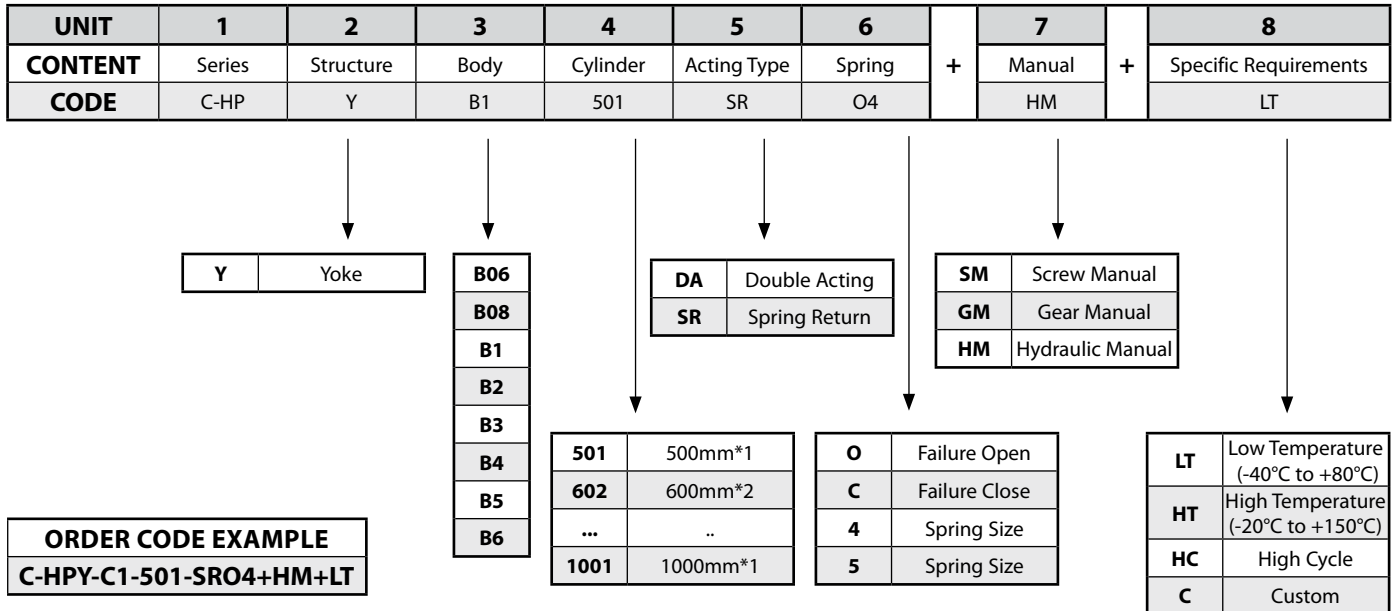 UNIT 1 2 3 4 5 6 + 7 + 8
CONTENT Series Structure Body Cylinder Acting Type Spring Manual Specific Requirements
CODE C-HP Y B1 501 SR O4 HM LT
Y Yoke
B06
B08
B1
B2
B3
B4
B5
B6
501 500mm*1
602 600mm*2
... ..
1001 1000mm*1
DA Double Acting
SR Spring Return
O Failure Open
C Failure Close
4 Spring Size
5 Spring Size
SM Screw Manual
GM Gear Manual
HM Hydraulic Manual
LT Low Temperature
(-40°C to +80°C)
HT High Temperature
(-20°C to +150°C)
HC High Cycle
C Custom
ORDER CODE EXAMPLE
C-HPY-C1-501-SRO4+HM+LT